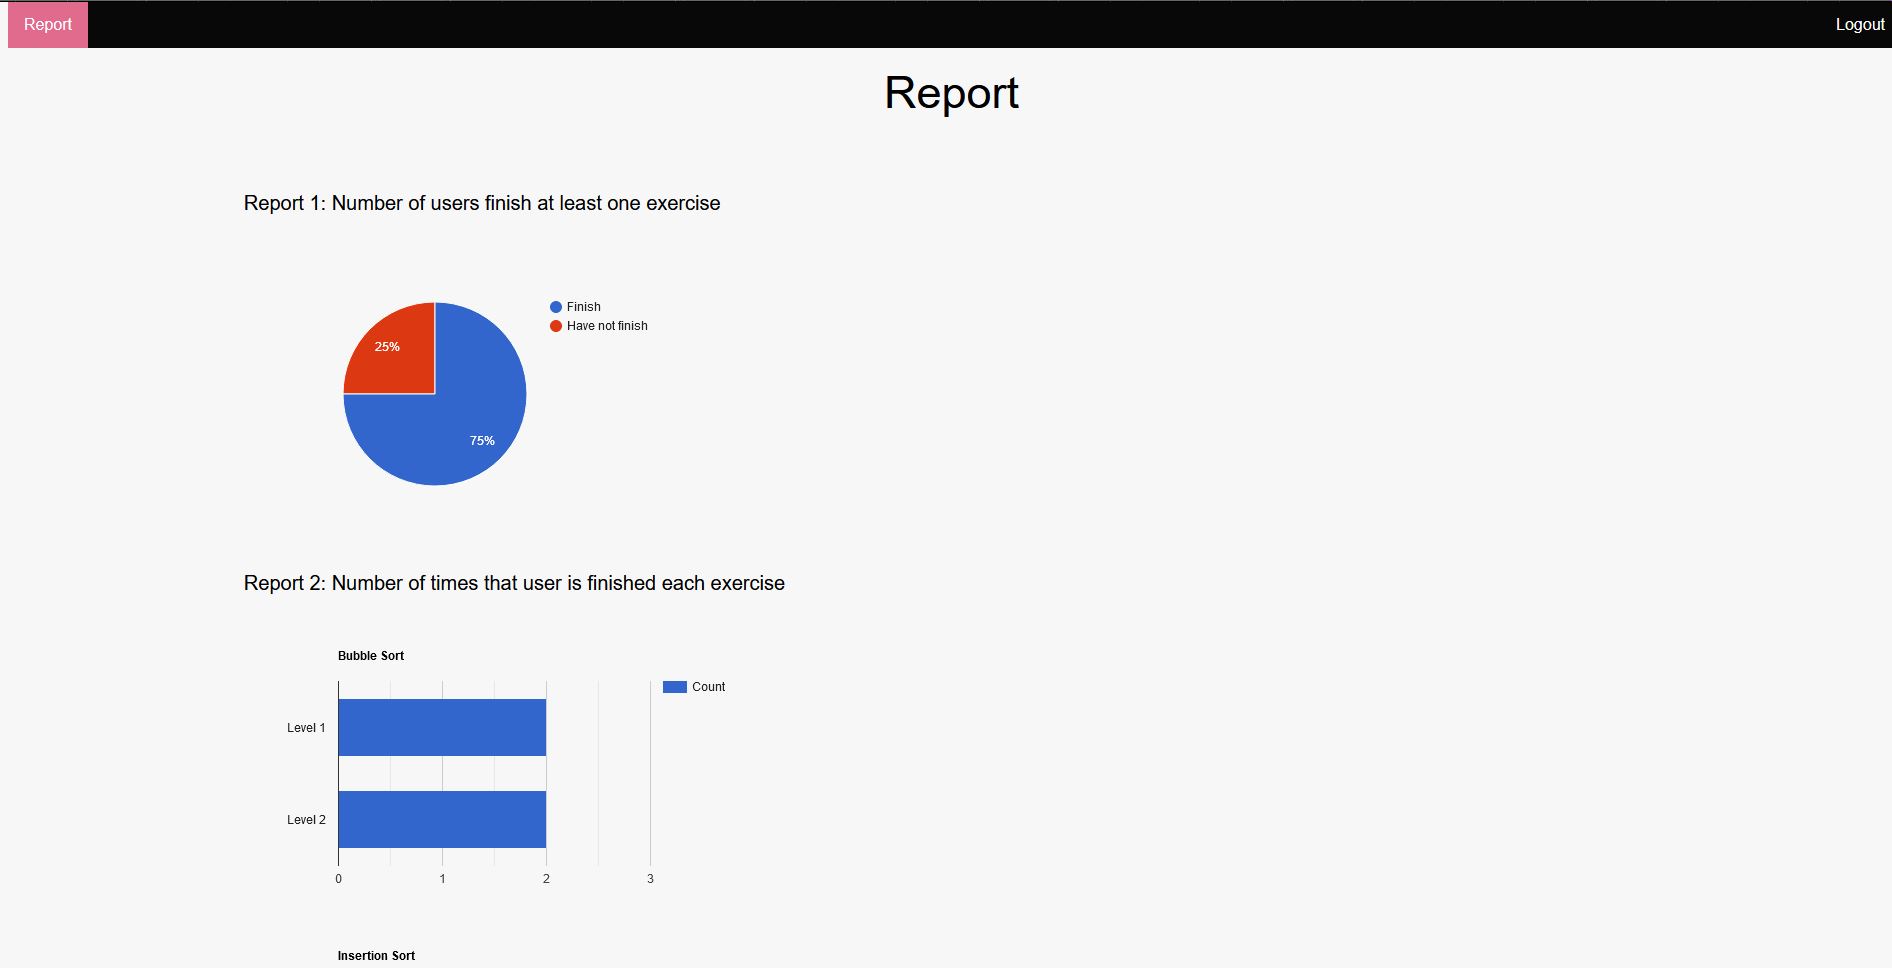 Report
Logout
Report
Report 1: Number of users finish at least one exercise
Finish
Have not finish
25%
75%
Report 2: Number of times that user is finished each exercise
Bubble Sort
Count
Level 1
Level 2
0 1 2 3
Insertion Sort